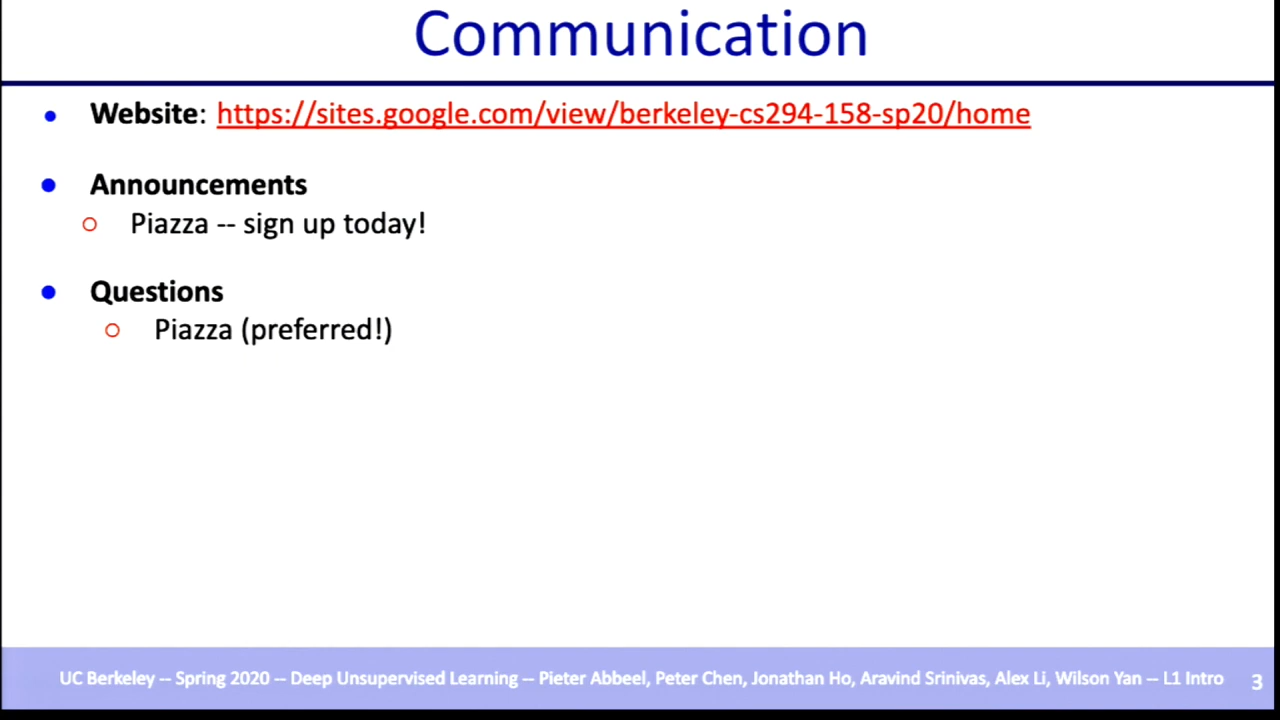 Communication
● Website: https://sites.google.com/view/berkeley-cs294-158-sp20/home
● Announcements
○ Piazza -- sign up today!
● Questions
○ Piazza (preferred!)
UC Berkeley -- Spring 2020 -- Deep Unsupervised Learning -- Pieter Abbeel, Peter Chen, Jonathan Ho, Aravind Srinivas, Alex Li, Wilson Yan -- L1 Intro 3